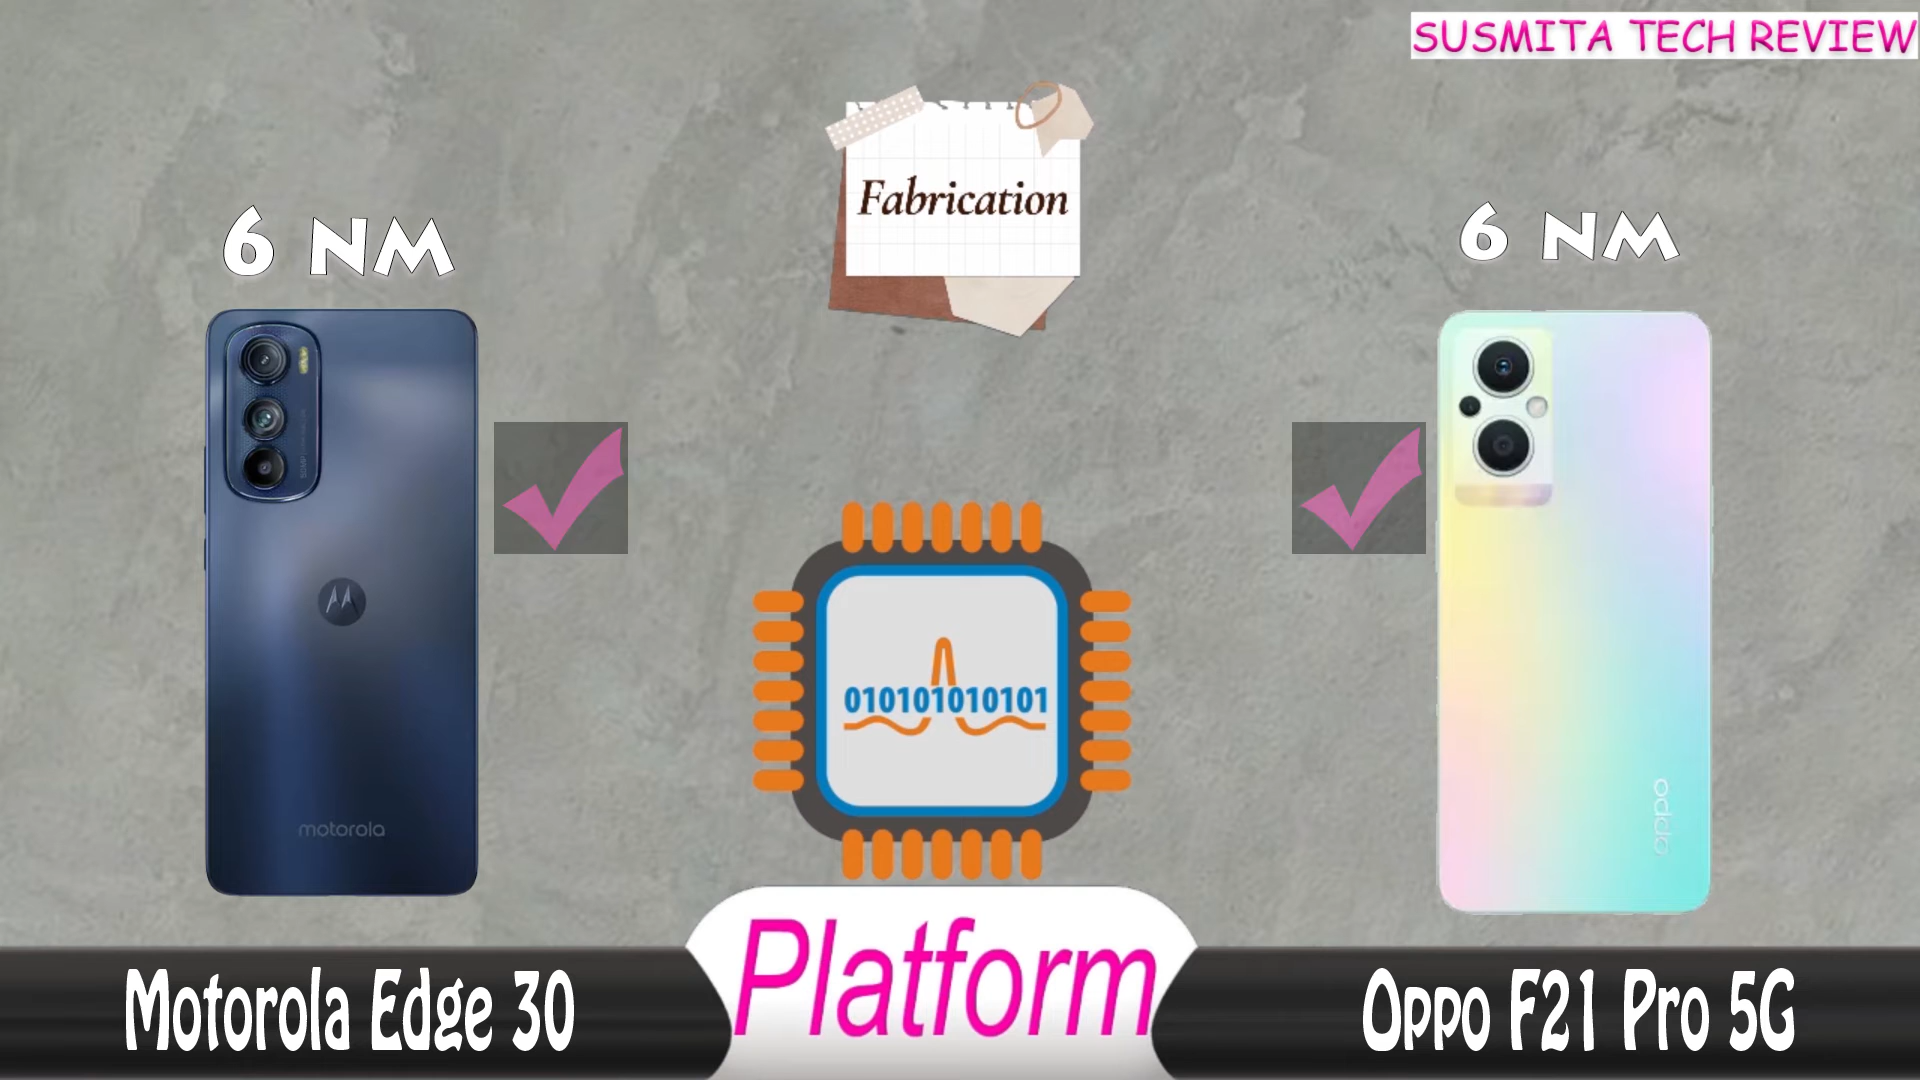 SUSMITA TECH REVIEW
Fabrication
6 NM
6 NM
010101010101
motorola
oppo
Platform
Motorola Edge 30
Oppo F21 Pro 5G